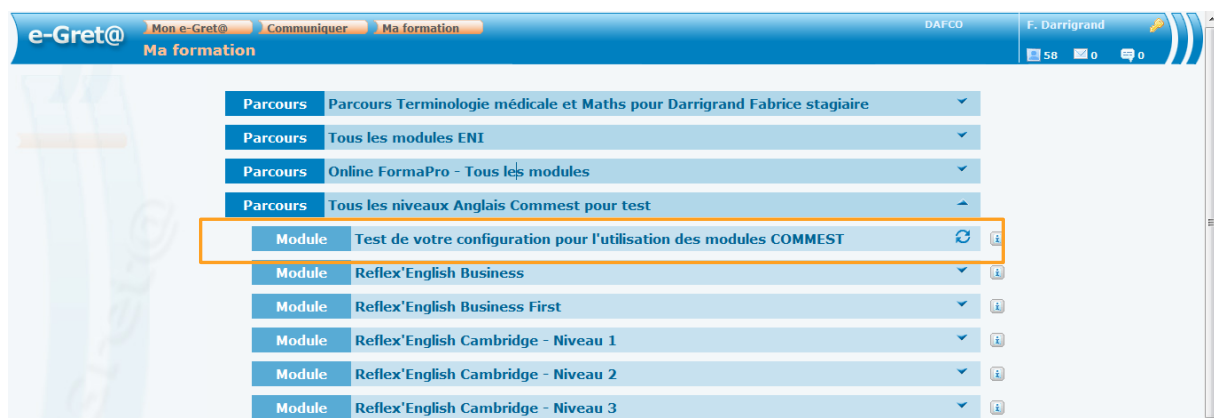 e-Gret@ Mon e-Gret@ Communiquer Ma formation DAFCO F. Darrigrand
Ma formation 58 0 0
Parcours Parcours Terminologie médicale et Maths pour Darrigrand Fabrice stagiaire
Parcours Tous les modules ENI
Parcours Online FormaPro - Tous les modules
Parcours Tous les niveaux Anglais Commest pour test
Module Test de votre configuration pour l'utilisation des modules COMMEST
Module Reflex'English Business
Module Reflex'English Business First
Module Reflex'English Cambridge - Niveau 1
Module Reflex'English Cambridge - Niveau 2
Module Reflex'English Cambridge - Niveau 3